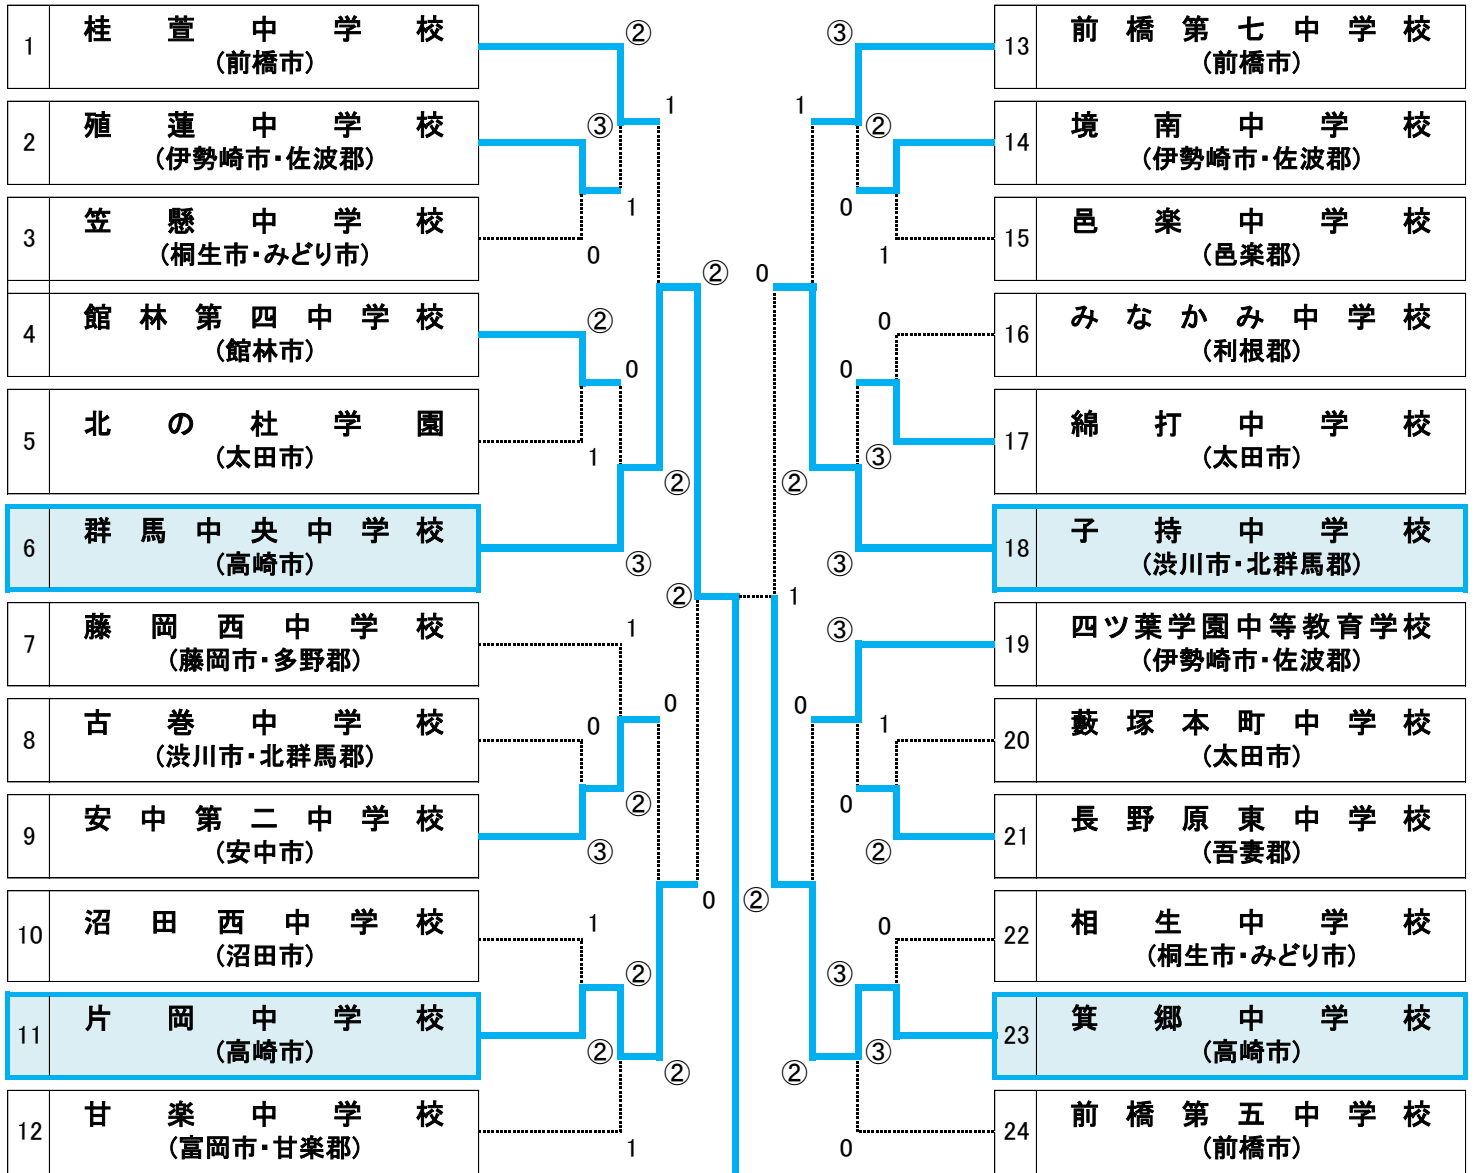 1 桂萱中学校
(前橋市)
2 殖蓮中学校
(伊勢崎市・佐波郡)
3 笠懸中学校
(桐生市・みどり市)
4 館林第四中学校
(館林市)
5 北の杜学園
(太田市)
6 群馬中央中学校
(高崎市)
7 藤岡西中学校
(藤岡市・多野郡)
8 古巻中学校
(渋川市・北群馬郡)
9 安中第二中学校
(安中市)
10 沼田西中学校
(沼田市)
11 片岡中学校
(高崎市)
12 甘楽中学校
(富岡市・甘楽郡)
②
1
③
1
0
②
②
0
1
②
③
②
1
0
0
②
③
0
1
②
②
②
1
③
1
②
0
1
0
0
0
②
③
③
1
③
0
1
0
②
②
0
③
②
③
0
13 前橋第七中学校
(前橋市)
14 境南中学校
(伊勢崎市・佐波郡)
15 邑楽中学校
(邑楽郡)
16 みなかみ中学校
(利根郡)
17 綿打中学校
(太田市)
18 子持中学校
(渋川市・北群馬郡)
19 四ツ葉学園中等教育学校
(伊勢崎市・佐波郡)
20 藪塚本町中学校
(太田市)
21 長野原東中学校
(吾妻郡)
22 相生中学校
(桐生市・みどり市)
23 箕郷中学校
(高崎市)
24 前橋第五中学校
(前橋市)